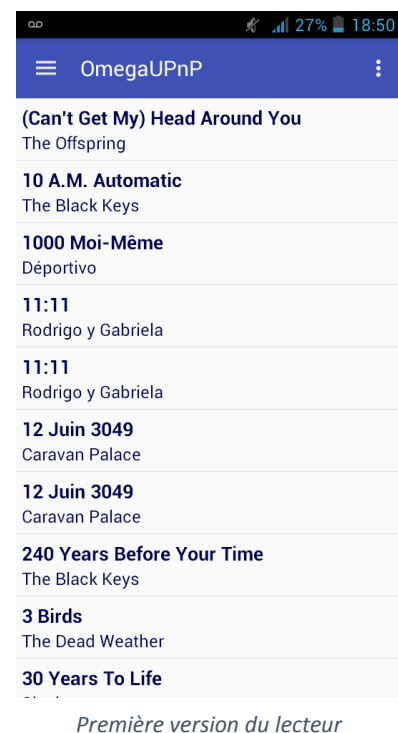 27% 18:50
OmegaUPnP
(Can't Get My) Head Around You
The Offspring
10 A.M. Automatic
The Black Keys
1000 Moi-Même
Déportivo
11:11
Rodrigo y Gabriela
11:11
Rodrigo y Gabriela
12 Juin 3049
Caravan Palace
12 Juin 3049
Caravan Palace
240 Years Before Your Time
The Black Keys
3 Birds
The Dead Weather
30 Years To Life
Première version du lecteur